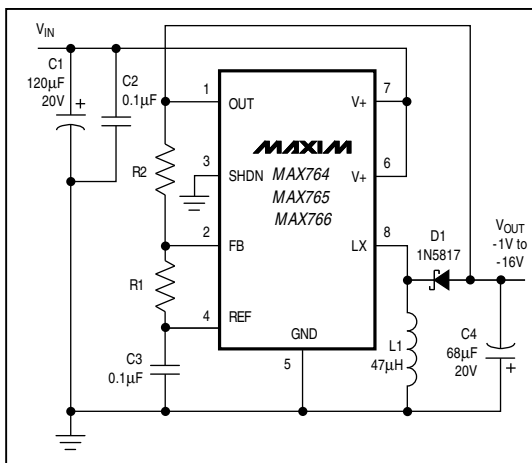 VIN
C1
120µF
20V
+
C2
0.1µF
1
OUT
V+
7
R2
MAXIM
MAX764
MAX765
MAX766
3
SHDN
V+
6
2
FB
LX
8
D1
1N5817
VOUT
-1V to
-16V
R1
4
REF
GND
5
C3
0.1µF
L1
47µH
C4
68µF
20V
+